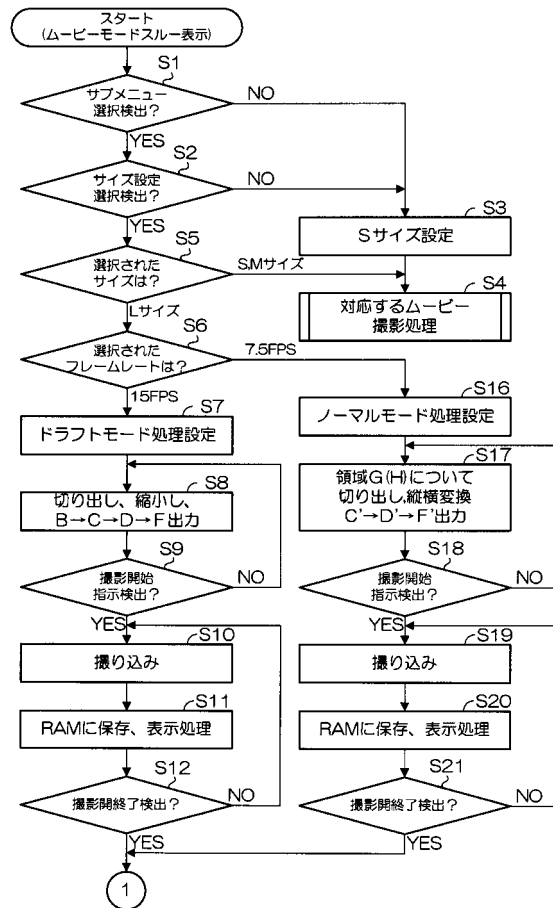 スタート
(ムービーモードスルー表示)
S1
サブメニュー
選択検出?
NO
YES
S2
サイズ設定
選択検出?
NO
YES
S3
Sサイズ設定
S5
選択された
サイズは?
S,Mサイズ
S4
対応するムービー
撮影処理
Lサイズ
S6
選択された
フレームレートは?
7.5FPS
15FPS
S7
ドラフトモード処理設定
S16
ノーマルモード処理設定
S8
切り出し、縮小し、
B→C→D→F出力
S17
領域G(H)について
切り出し,縦横変換
C'→D'→F'出力
S9
撮影開始
指示検出?
NO
YES
S18
撮影開始
指示検出?
NO
YES
S10
撮り込み
S19
撮り込み
S11
RAMに保存、表示処理
S20
RAMに保存、表示処理
S12
撮影開終了検出?
NO
YES
S21
撮影開終了検出?
NO
YES
1